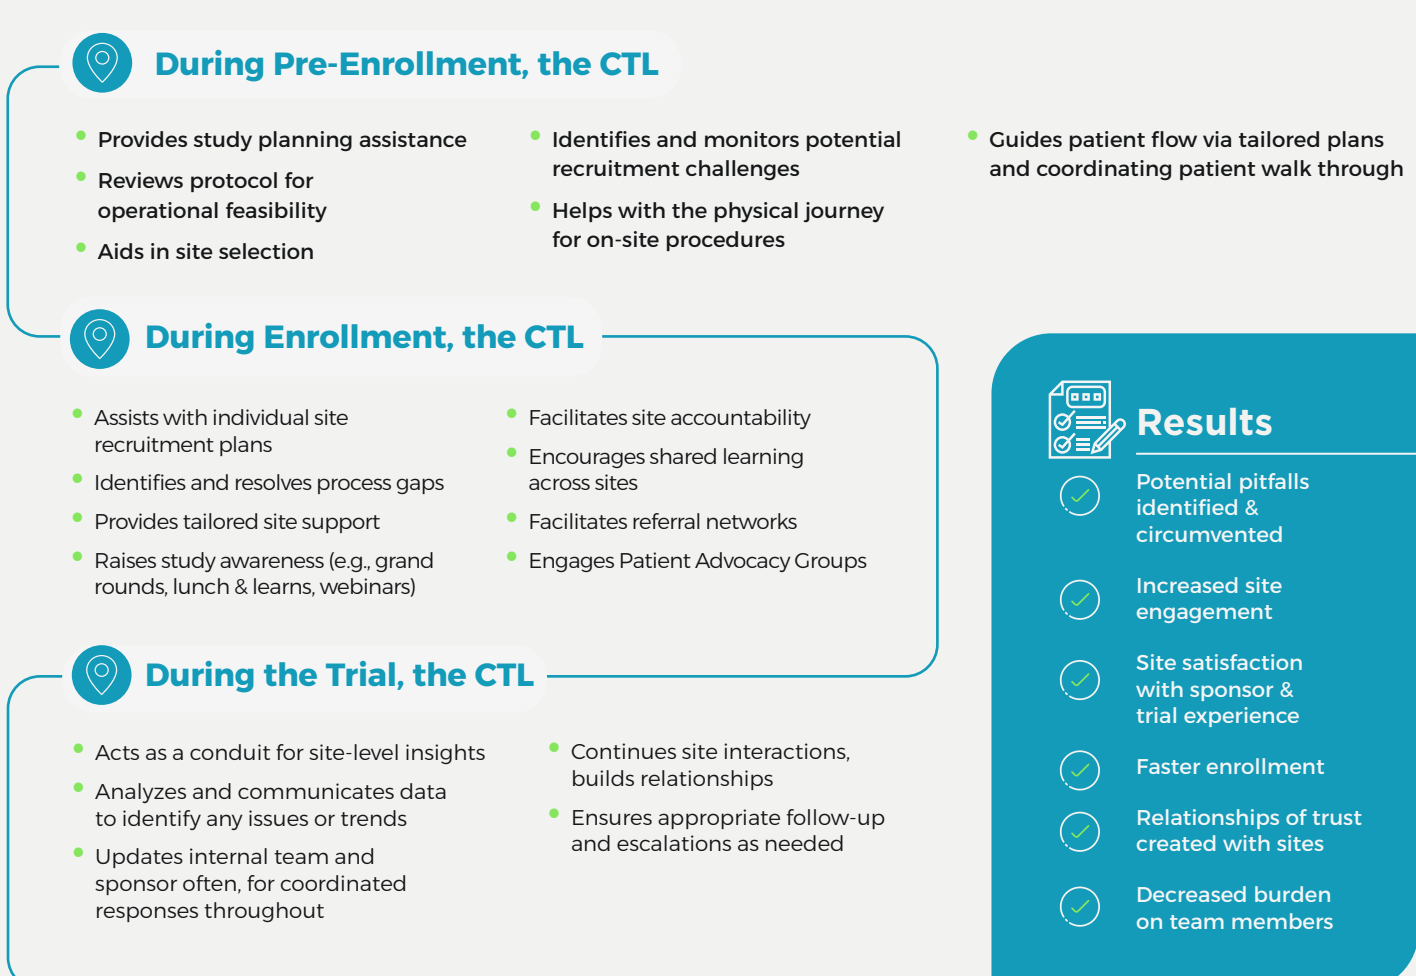 During Pre-Enrollment, the CTL
Provides study planning assistance
Reviews protocol for
operational feasibility
Aids in site selection
Identifies and monitors potential
recruitment challenges
Helps with the physical journey
for on-site procedures
Guides patient flow via tailored plans
and coordinating patient walk through
During Enrollment, the CTL
Assists with individual site
recruitment plans
Identifies and resolves process gaps
Provides tailored site support
Raises study awareness (e.g., grand
rounds, lunch & learns, webinars)
Facilitates site accountability
Encourages shared learning
across sites
Facilitates referral networks
Engages Patient Advocacy Groups
During the Trial, the CTL
Acts as a conduit for site-level insights
Analyzes and communicates data
to identify any issues or trends
Updates internal team and
sponsor often, for coordinated
responses throughout
Continues site interactions,
builds relationships
Ensures appropriate follow-up
and escalations as needed
Results
Potential pitfalls
identified &
circumvented
Increased site
engagement
Site satisfaction
with sponsor &
trial experience
Faster enrollment
Relationships of trust
created with sites
Decreased burden
on team members